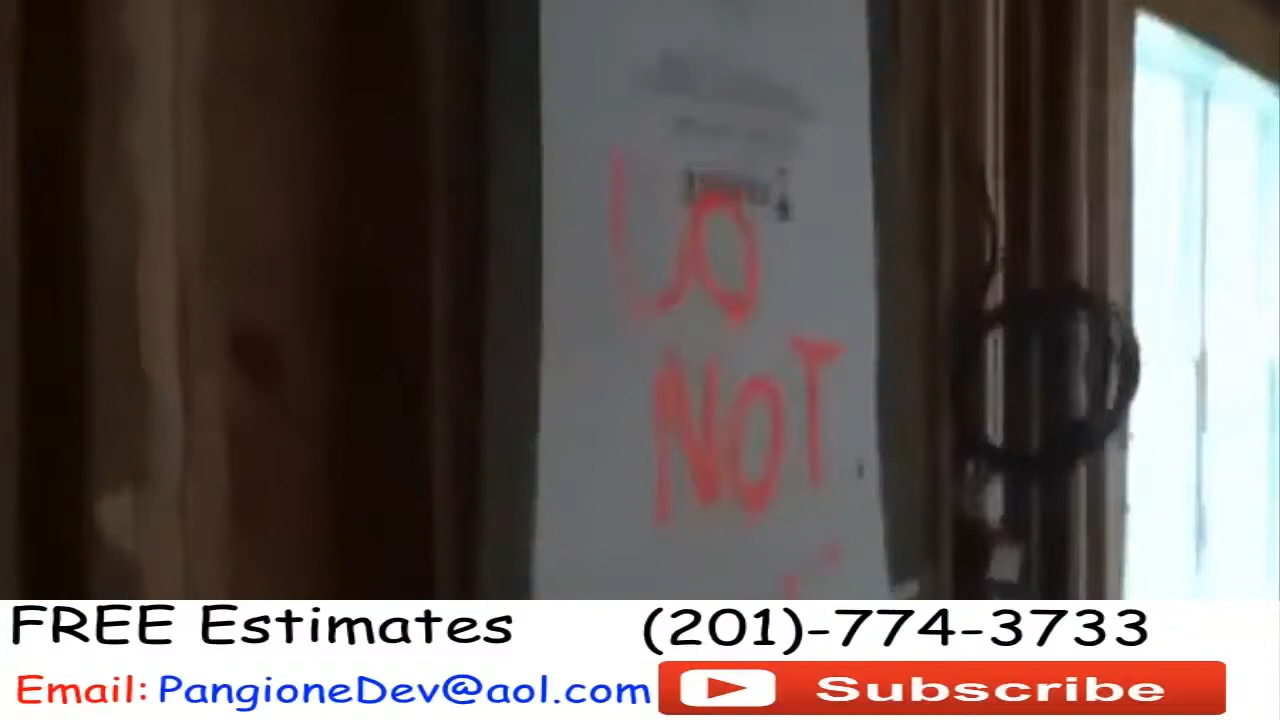 DO
NOT
FREE Estimates (201)-774-3733
Email: PangioneDev@aol.com Subscribe